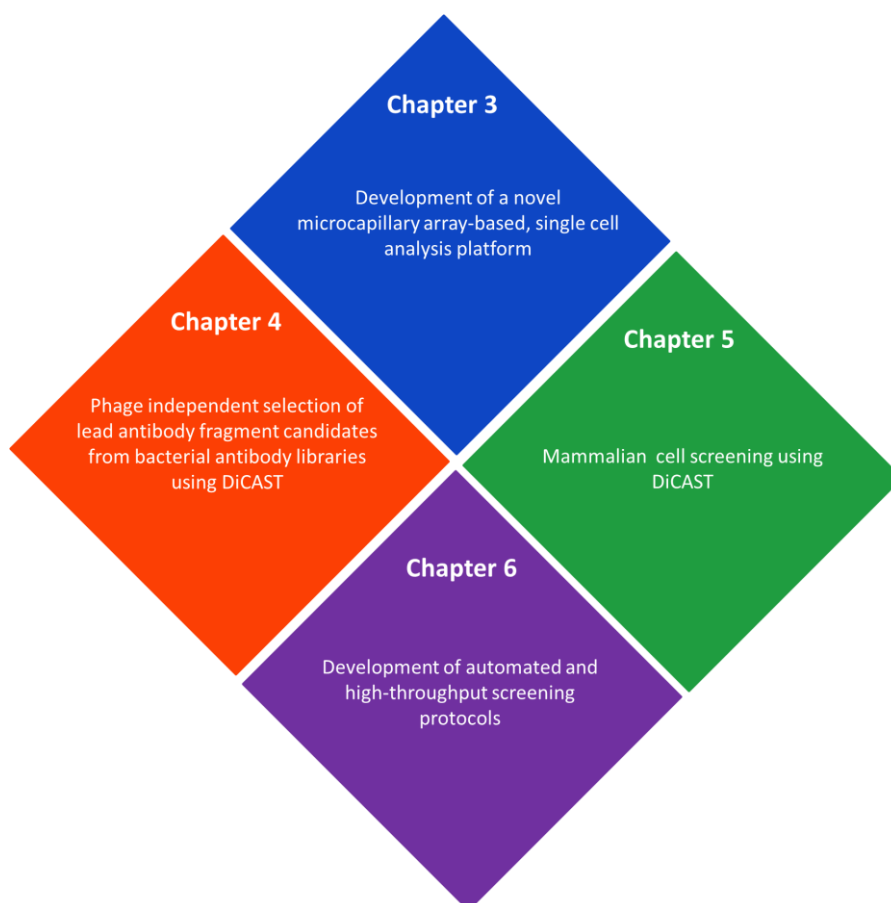 Chapter 3
Development of a novel
microcapillary array-based, single cell
analysis platform
Chapter 4
Phage independent selection of
lead antibody fragment candidates
from bacterial antibody libraries
using DiCAST
Chapter 5
Mammalian cell screening using
DiCAST
Chapter 6
Development of automated and
high-throughput screening
protocols